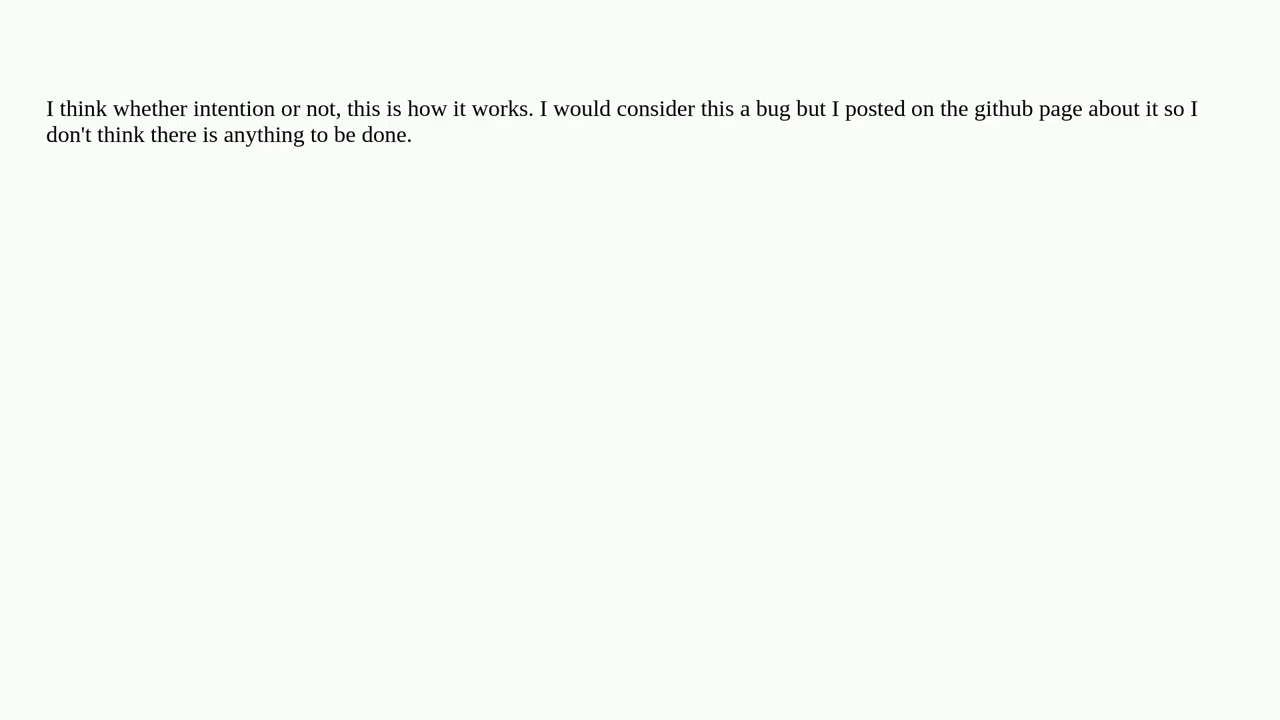 I think whether intention or not, this is how it works. I would consider this a bug but I posted on the github page about it so I
don't think there is anything to be done.